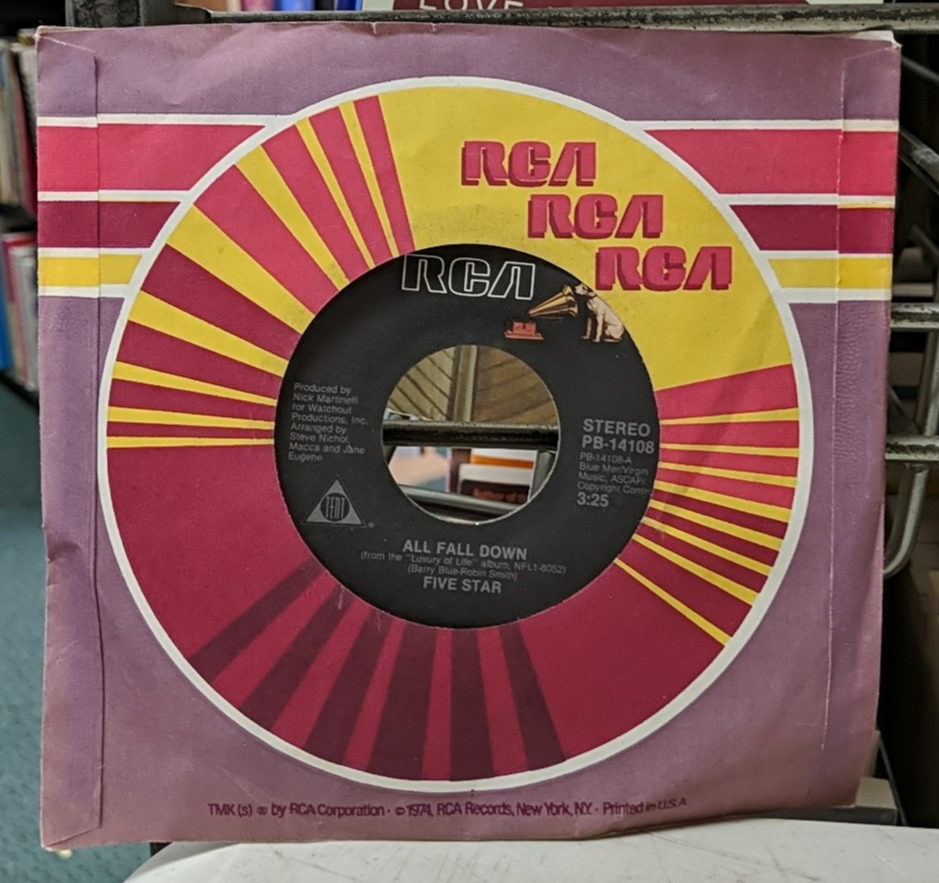 LOVE
RCA
RCA
RCA
RCA
Produced by
Nick Martinelli
for Watchout
Productions, Inc.
Arranged by
Steve Nichol,
Macca and Jane
Eugene
STEREO
PB-14108
PB-14108-A
Blue Mer/Virgin
Music, ASCAP/
Copyright Contro
3:25
TENT
®
ALL FALL DOWN
(from the "Luxury of Life" album, NFL1-8052)
(Barry Blue-Robin Smith)
FIVE STAR
TMK (s) ® by RCA Corporation · © 1974, RCA Records, New York, N.Y. · Printed in U.S.A